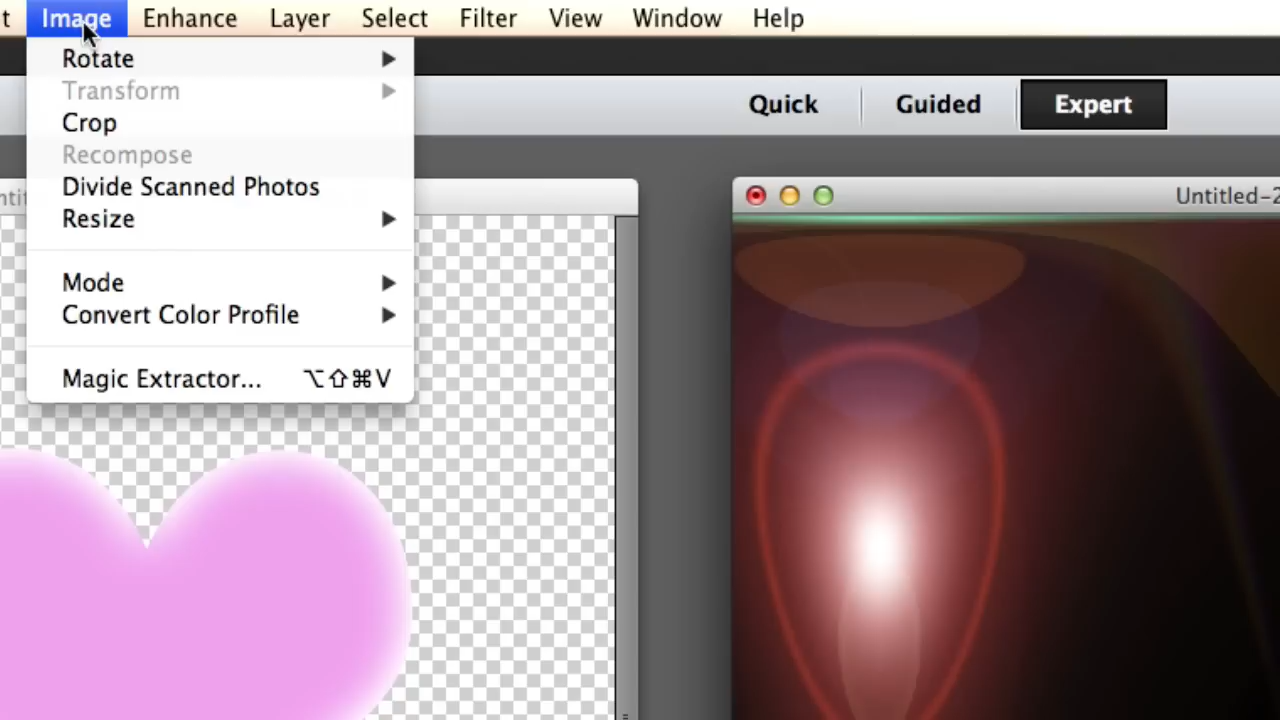 Image Enhance Layer Select Filter View Window Help
Rotate
Transform
Crop
Recompose
Divide Scanned Photos
Resize
Mode
Convert Color Profile
Magic Extractor... ⌥⇧⌘V
Quick Guided Expert
Untitled-2